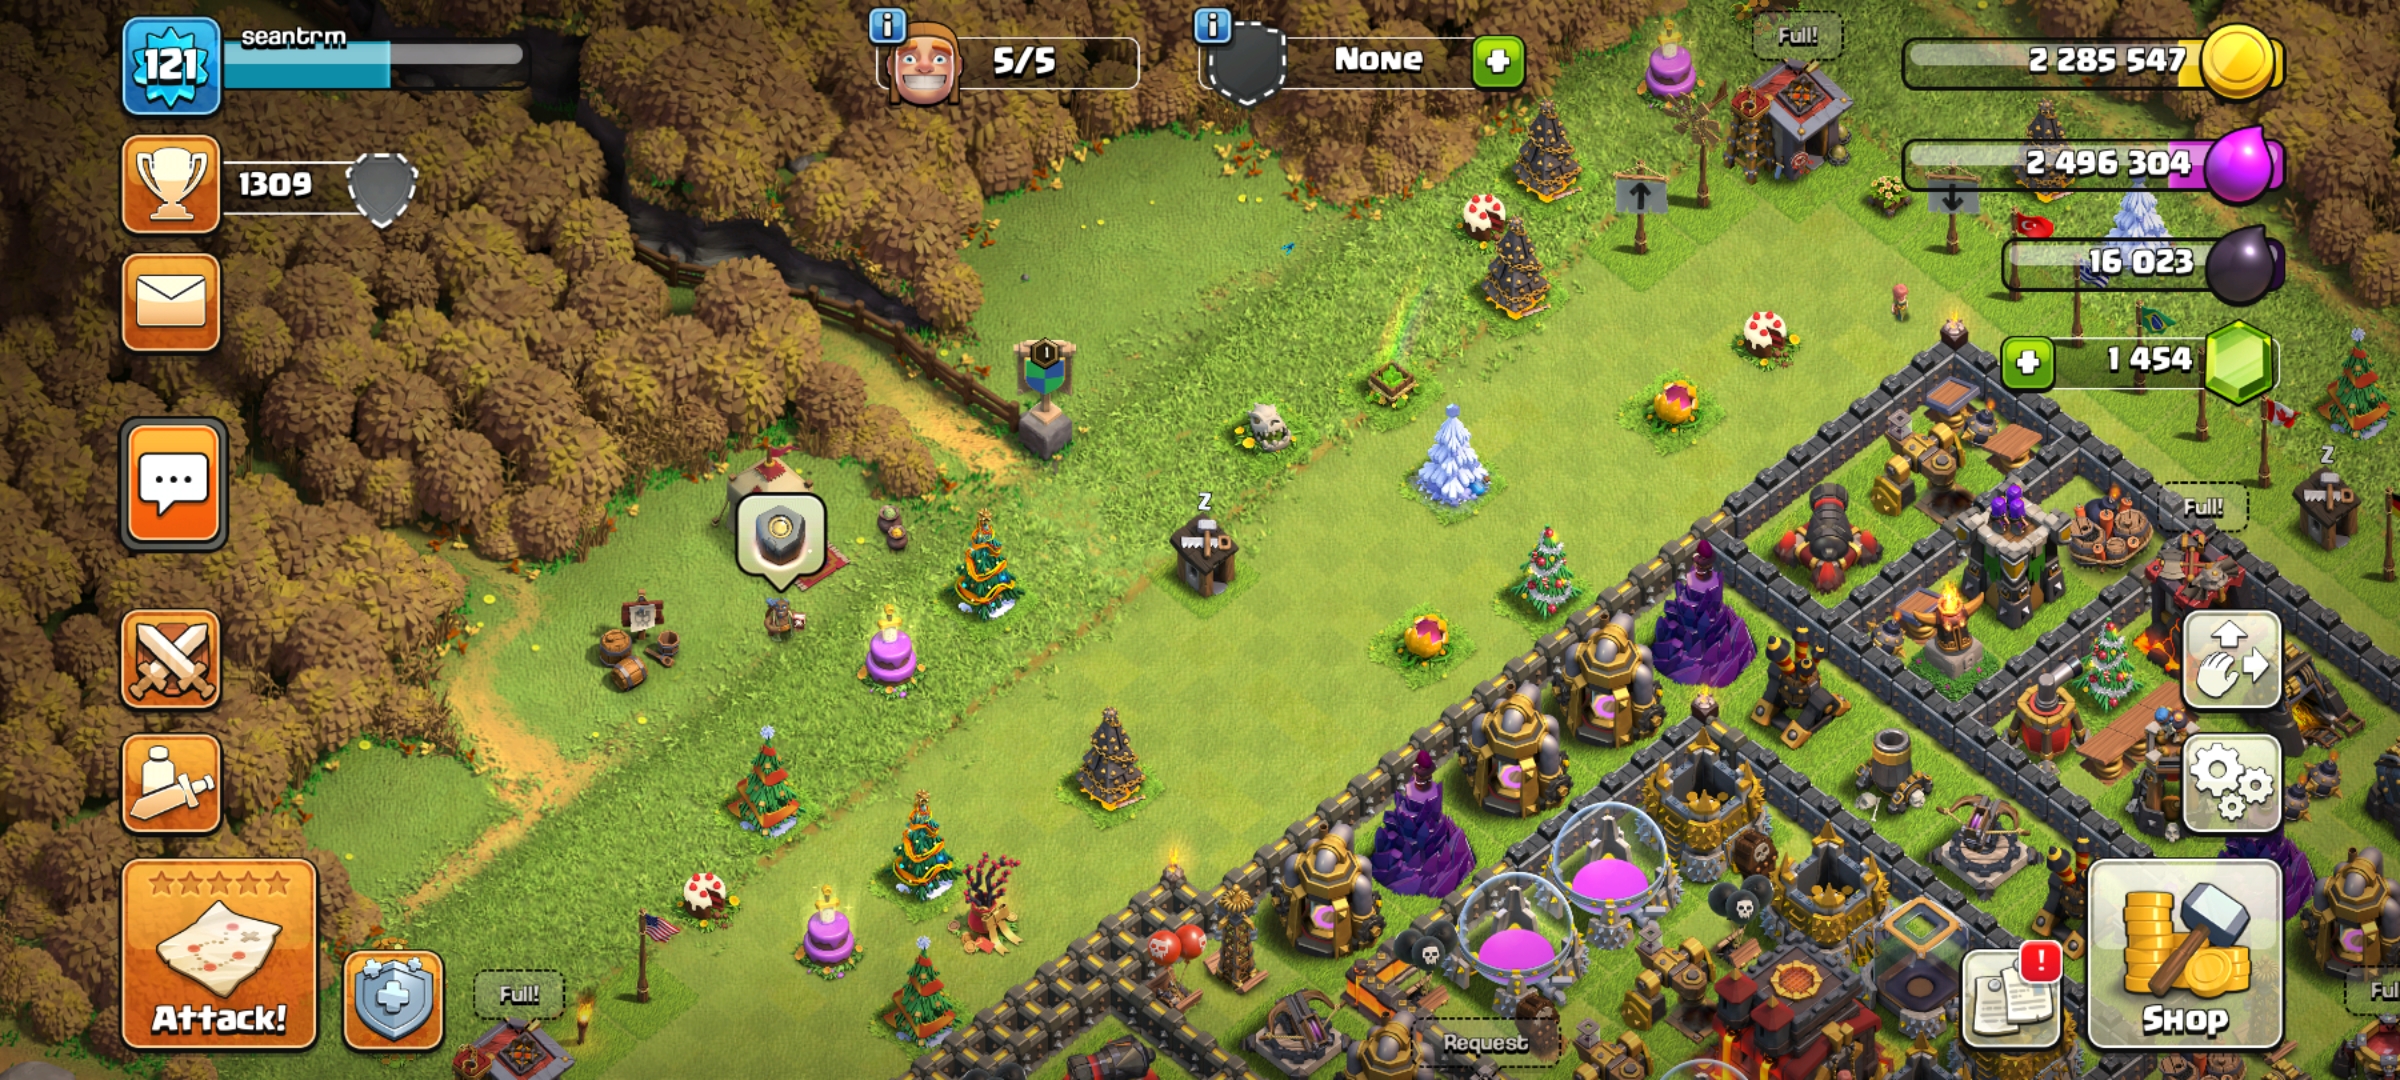 121
seantrm
5/5
None
Full!
2 285 547
1309
2 496 304
16 023
1 454
1
Z
Z
Full!
Full!
Attack!
Request
Shop
!